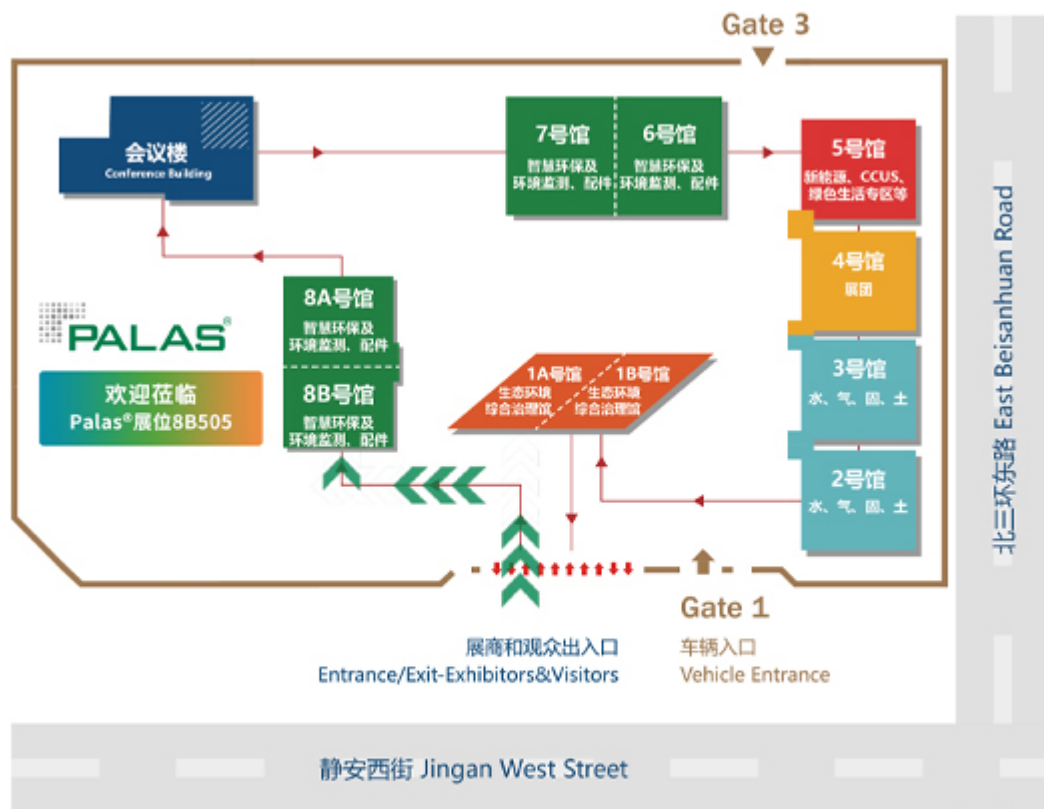 Gate 3
会议楼
Conference Building
7号馆
智慧环保及
环境监测、配件
6号馆
智慧环保及
环境监测、配件
5号馆
新能源、CCUS、
绿色生活专区等
4号馆
展团
3号馆
水、气、固、土
2号馆
水、气、固、土
8A号馆
智慧环保及
环境监测、配件
8B号馆
智慧环保及
环境监测、配件
PALAS®
欢迎莅临
Palas®展位8B505
1A号馆
生态环境
综合治理馆
1B号馆
生态环境
综合治理馆
Gate 1
展商和观众出入口
Entrance/Exit-Exhibitors&Visitors
车辆入口
Vehicle Entrance
北三环东路 East Beisanhuan Road
静安西街 Jingan West Street